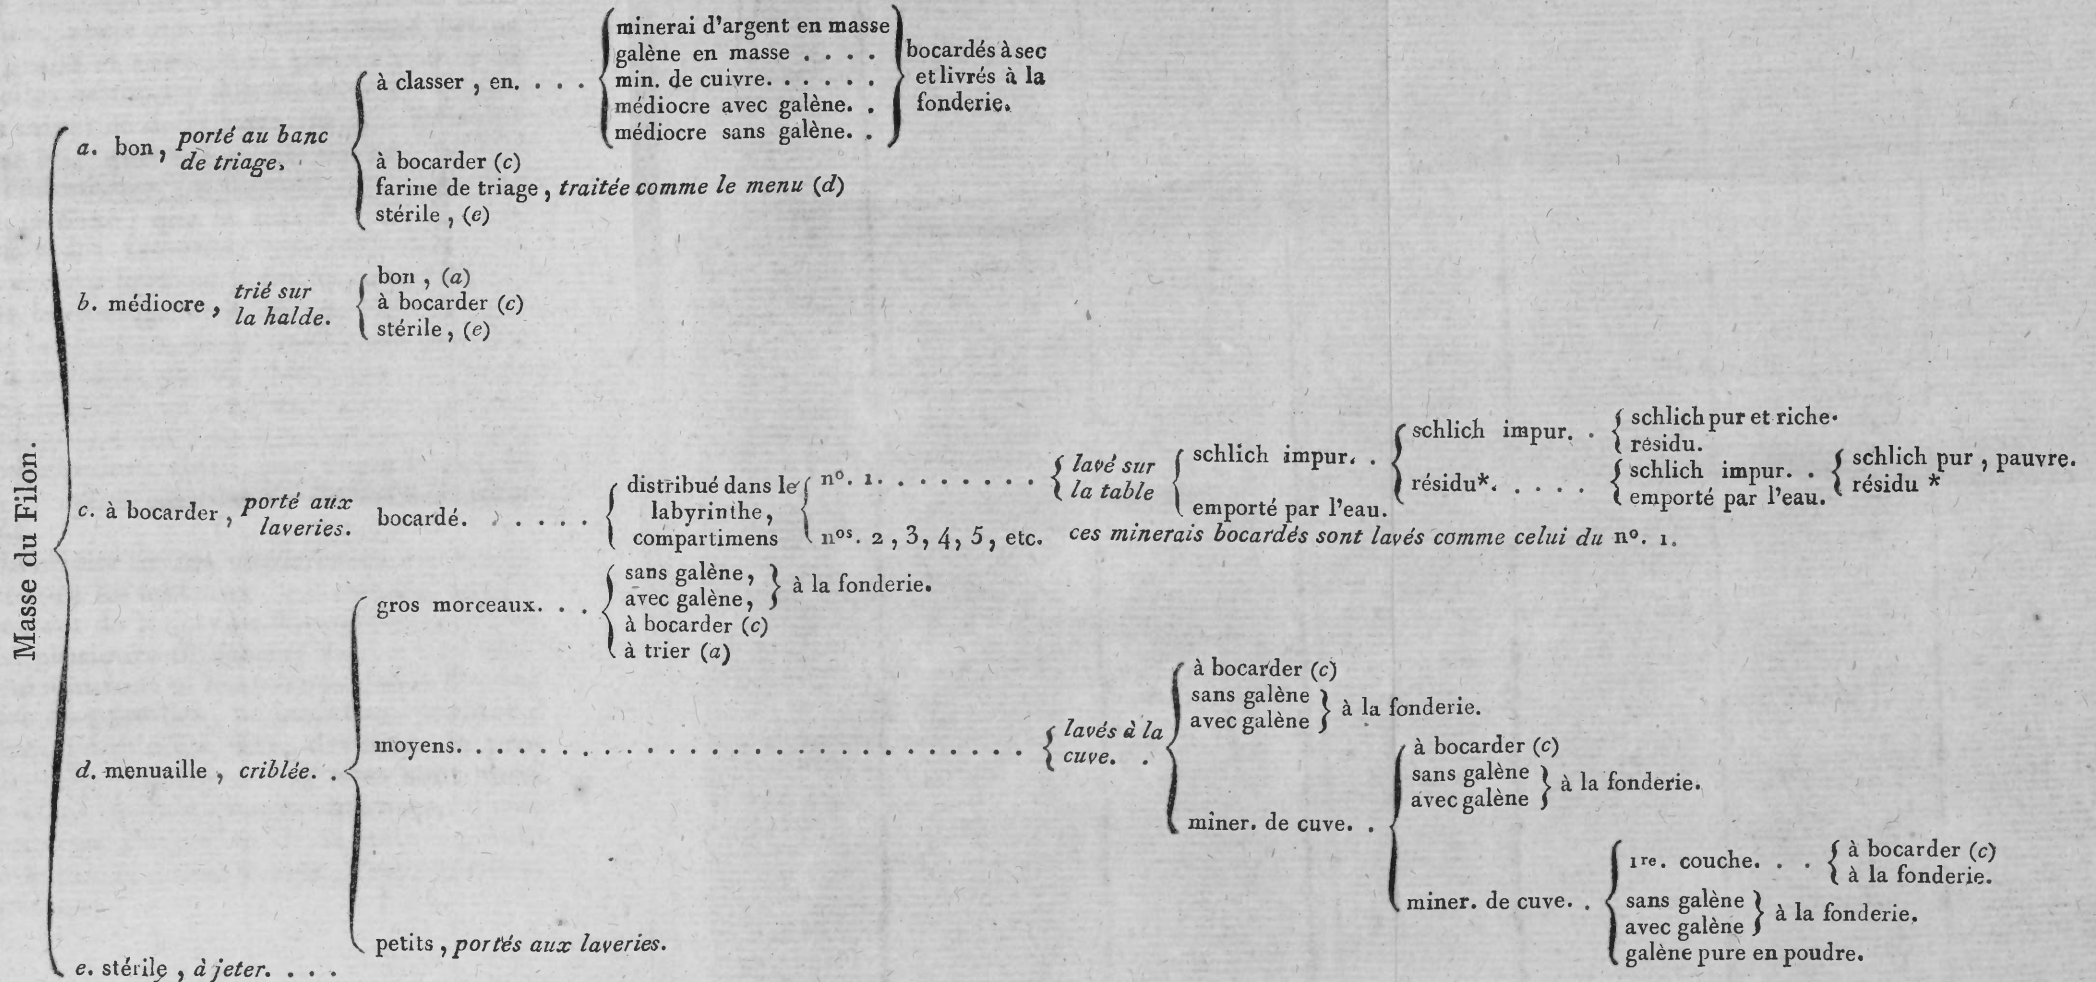 Masse du Filon.
a. bon, porté au banc de triage.
à classer, en. . . .
minerai d'argent en masse
galène en masse . . . .
min. de cuivre. . . . . .
médiocre avec galène. .
médiocre sans galène. .
bocardés à sec
et livrés à la
fonderie.
à bocarder (c)
farine de triage, traitée comme le menu (d)
stérile, (e)
b. médiocre, trié sur la halde.
bon, (a)
à bocarder (c)
stérile, (e)
c. à bocarder, porté aux laveries.
bocardé. . . . . .
distribué dans le
labyrinthe,
compartimens
no. 1. . . . . . . . .
lavé sur
la table
schlich impur. .
schlich impur. .
schlich pur et riche.
résidu.
résidu*. . . . .
schlich impur. .
schlich pur, pauvre.
résidu *
emporté par l'eau.
emporté par l'eau.
nos. 2, 3, 4, 5, etc. ces minerais bocardés sont lavés comme celui du no. 1.
d. menuaille, criblée. .
gros morceaux. . .
sans galène,
avec galène,
à la fonderie.
à bocarder (c)
à trier (a)
moyens. . . . . . . . . . . . . . . . . . . . . .
lavés à la
cuve. .
à bocarder (c)
sans galène
avec galène
à la fonderie.
miner. de cuve. .
à bocarder (c)
sans galène
avec galène
à la fonderie.
miner. de cuve. .
1re. couche. . .
à bocarder (c)
à la fonderie.
sans galène
avec galène
à la fonderie.
galène pure en poudre.
petits, portés aux laveries.
e. stérile, à jeter. . . .